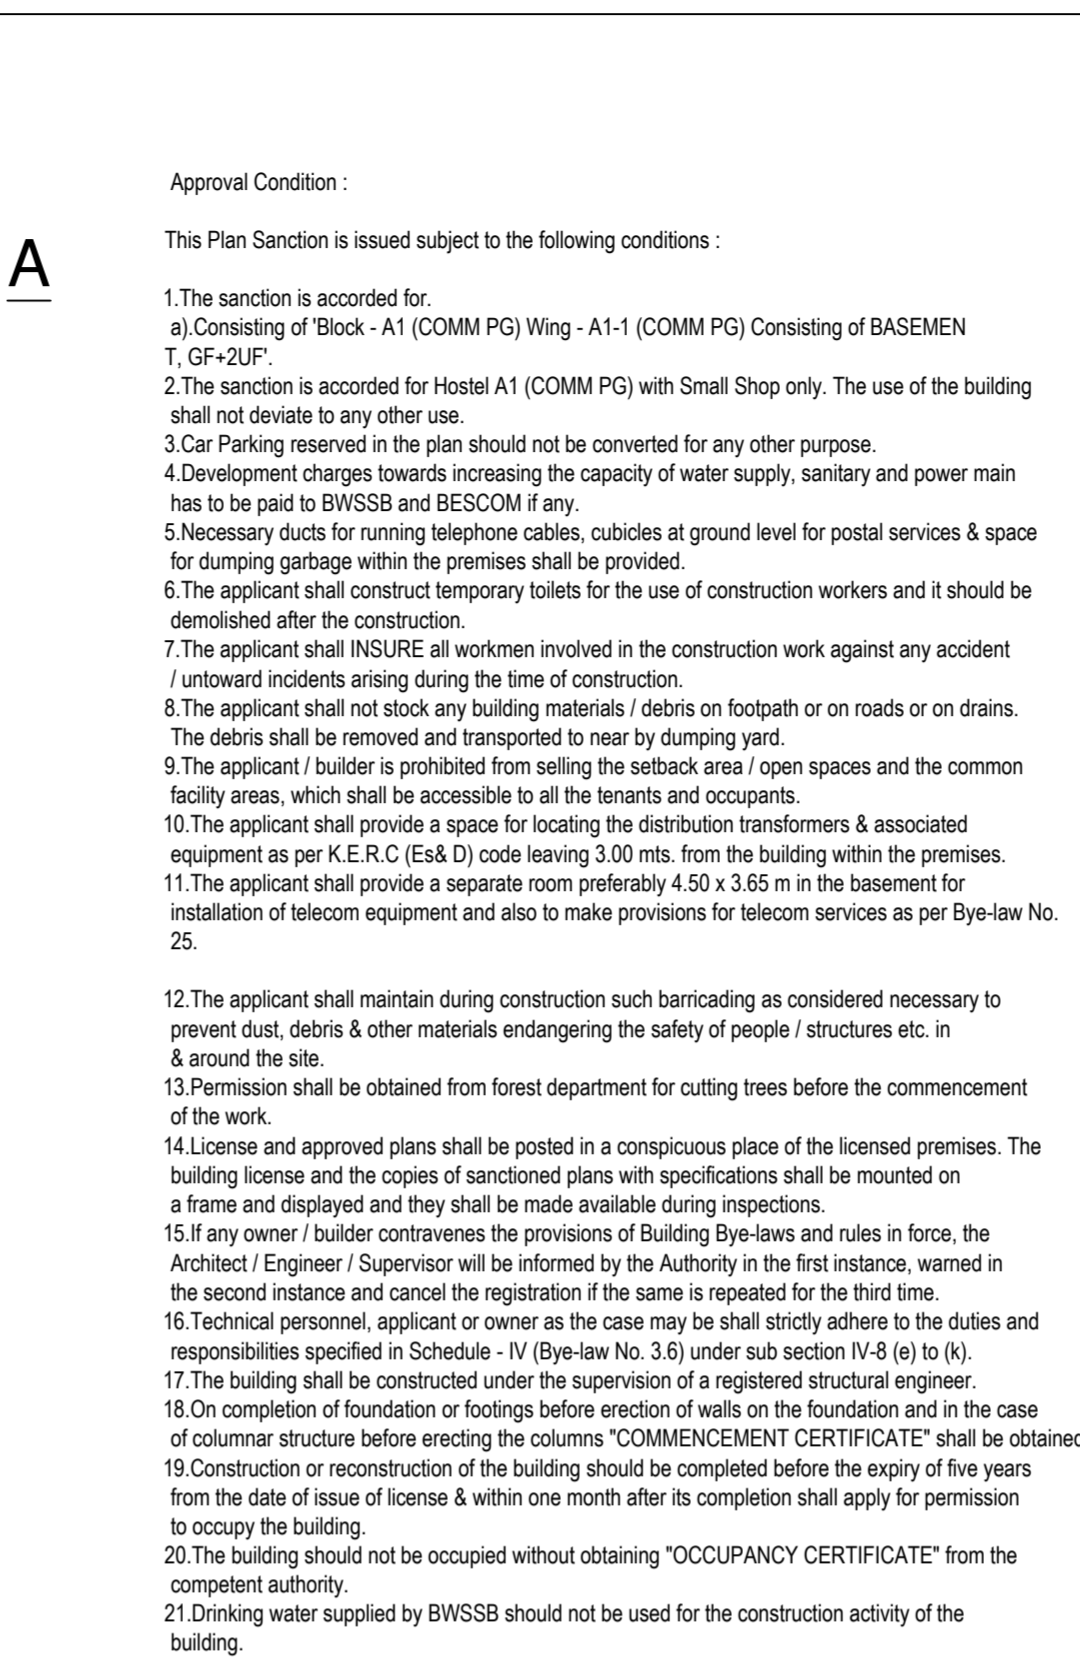 Approval Condition :
A
This Plan Sanction is issued subject to the following conditions :
1.The sanction is accorded for.
a).Consisting of 'Block - A1 (COMM PG) Wing - A1-1 (COMM PG) Consisting of BASEMEN
T, GF+2UF'.
2.The sanction is accorded for Hostel A1 (COMM PG) with Small Shop only. The use of the building
shall not deviate to any other use.
3.Car Parking reserved in the plan should not be converted for any other purpose.
4.Development charges towards increasing the capacity of water supply, sanitary and power main
has to be paid to BWSSB and BESCOM if any.
5.Necessary ducts for running telephone cables, cubicles at ground level for postal services & space
for dumping garbage within the premises shall be provided.
6.The applicant shall construct temporary toilets for the use of construction workers and it should be
demolished after the construction.
7.The applicant shall INSURE all workmen involved in the construction work against any accident
/ untoward incidents arising during the time of construction.
8.The applicant shall not stock any building materials / debris on footpath or on roads or on drains.
The debris shall be removed and transported to near by dumping yard.
9.The applicant / builder is prohibited from selling the setback area / open spaces and the common
facility areas, which shall be accessible to all the tenants and occupants.
10.The applicant shall provide a space for locating the distribution transformers & associated
equipment as per K.E.R.C (Es& D) code leaving 3.00 mts. from the building within the premises.
11.The applicant shall provide a separate room preferably 4.50 x 3.65 m in the basement for
installation of telecom equipment and also to make provisions for telecom services as per Bye-law No.
25.
12.The applicant shall maintain during construction such barricading as considered necessary to
prevent dust, debris & other materials endangering the safety of people / structures etc. in
& around the site.
13.Permission shall be obtained from forest department for cutting trees before the commencement
of the work.
14.License and approved plans shall be posted in a conspicuous place of the licensed premises. The
building license and the copies of sanctioned plans with specifications shall be mounted on
a frame and displayed and they shall be made available during inspections.
15.If any owner / builder contravenes the provisions of Building Bye-laws and rules in force, the
Architect / Engineer / Supervisor will be informed by the Authority in the first instance, warned in
the second instance and cancel the registration if the same is repeated for the third time.
16.Technical personnel, applicant or owner as the case may be shall strictly adhere to the duties and
responsibilities specified in Schedule - IV (Bye-law No. 3.6) under sub section IV-8 (e) to (k).
17.The building shall be constructed under the supervision of a registered structural engineer.
18.On completion of foundation or footings before erection of walls on the foundation and in the case
of columnar structure before erecting the columns "COMMENCEMENT CERTIFICATE" shall be obtained
19.Construction or reconstruction of the building should be completed before the expiry of five years
from the date of issue of license & within one month after its completion shall apply for permission
to occupy the building.
20.The building should not be occupied without obtaining "OCCUPANCY CERTIFICATE" from the
competent authority.
21.Drinking water supplied by BWSSB should not be used for the construction activity of the
building.